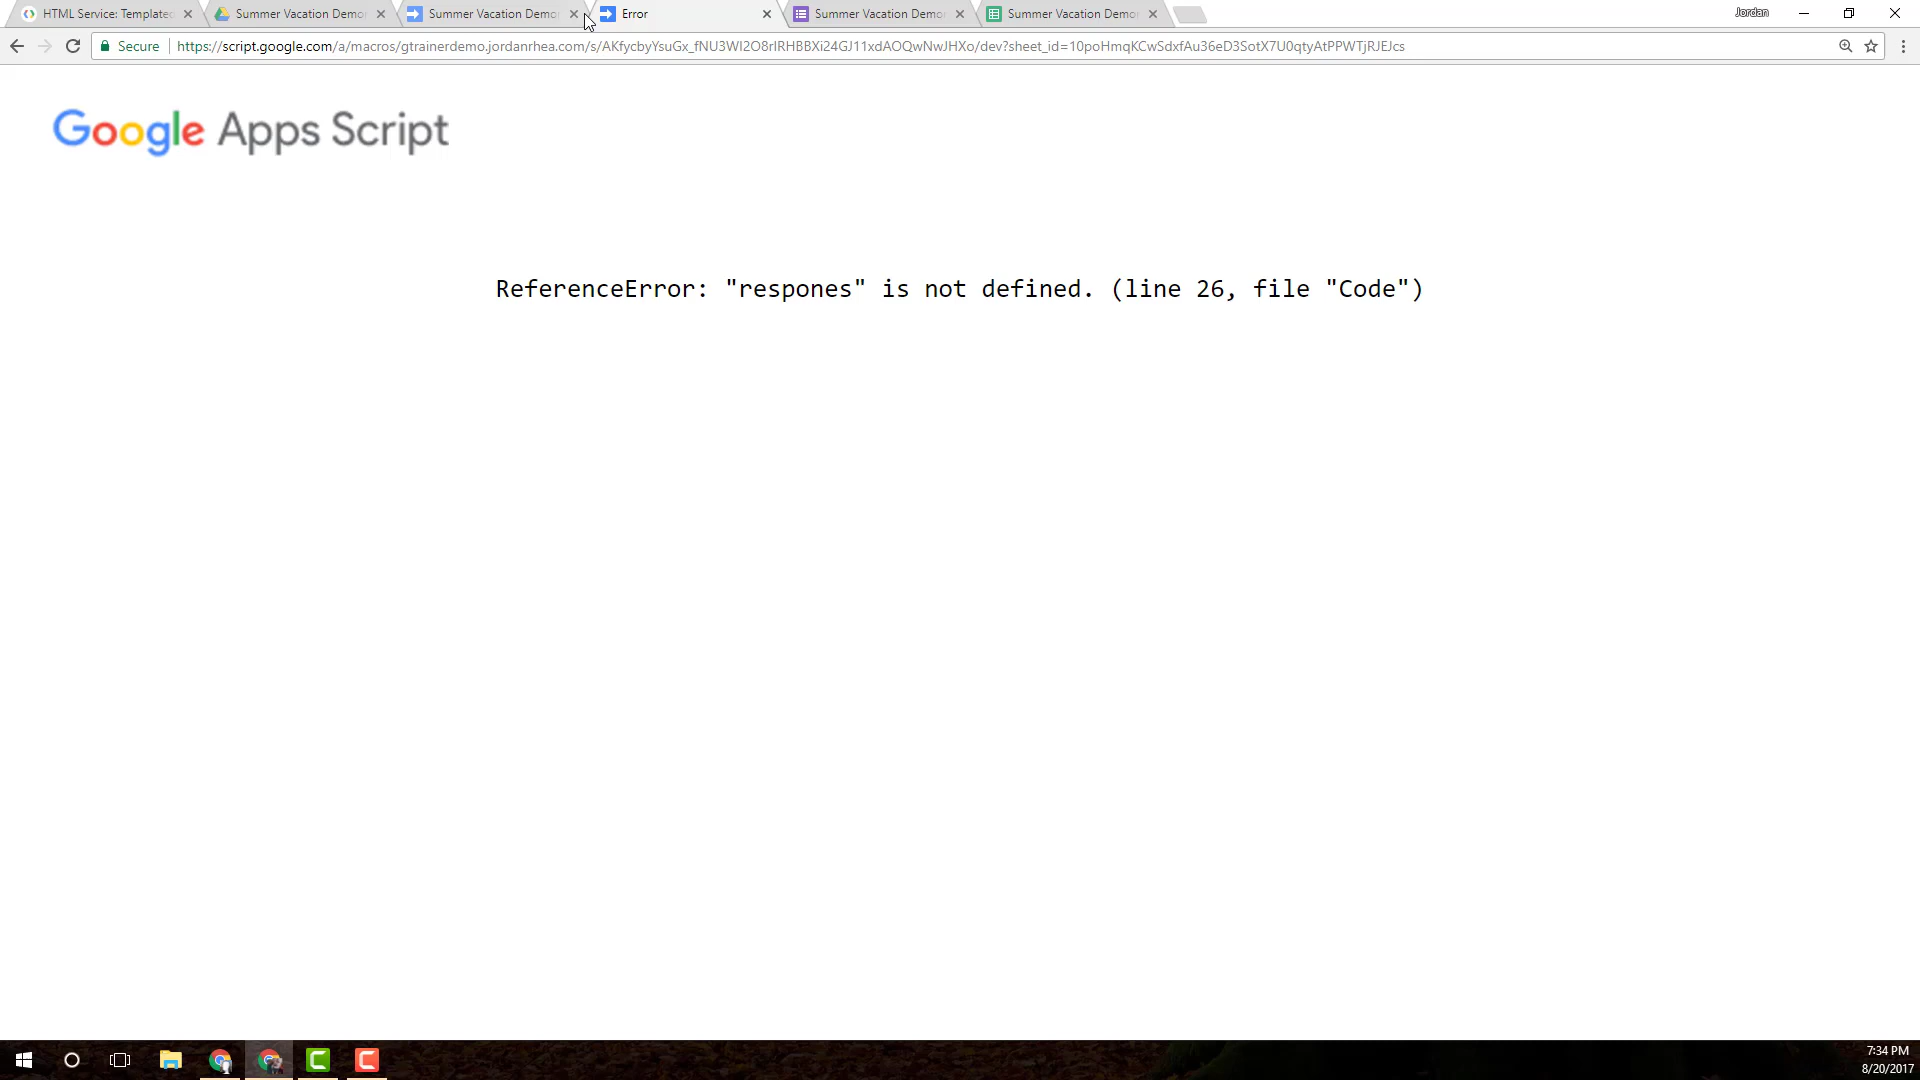 HTML Service: Templated
Summer Vacation Demo
Summer Vacation Demo
Error
Summer Vacation Demo
Summer Vacation Demo
Jordan
Secure
https://script.google.com/a/macros/gtrainerdemo.jordanrhea.com/s/AKfycbyYsuGx_fNU3WI2O8rIRHBBXi24GJ11xdAOQwNwJHXo/dev?sheet_id=10poHmqKCwSdxfAu36eD3SotX7U0qtyAtPPWTjRJEJcs
Google Apps Script
ReferenceError: "respones" is not defined. (line 26, file "Code")
7:34 PM
8/20/2017